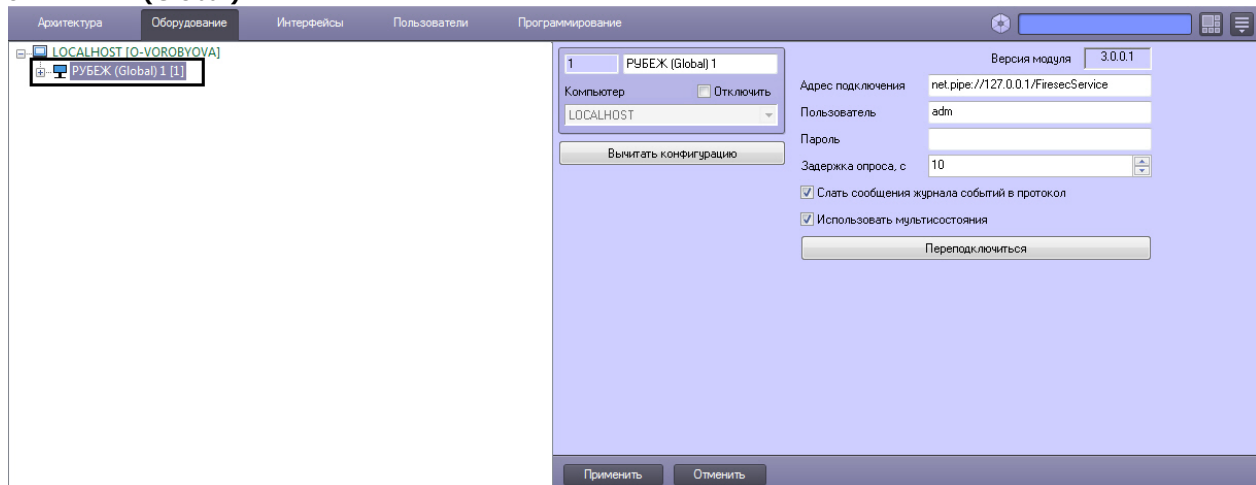 (Global)
Архитектура Оборудование Интерфейсы Пользователи Программирование
LOCALHOST [O-VOROBYOVA]
РУБЕЖ (Global) 1 [1]
1 РУБЕЖ (Global) 1
Компьютер Отключить
LOCALHOST
Вычитать конфигурацию
Версия модуля 3.0.0.1
Адрес подключения net.pipe://127.0.0.1/FiresecService
Пользователь adm
Пароль
Задержка опроса, с 10
Слать сообщения журнала событий в протокол
Использовать мультисостояния
Переподключиться
Применить Отменить